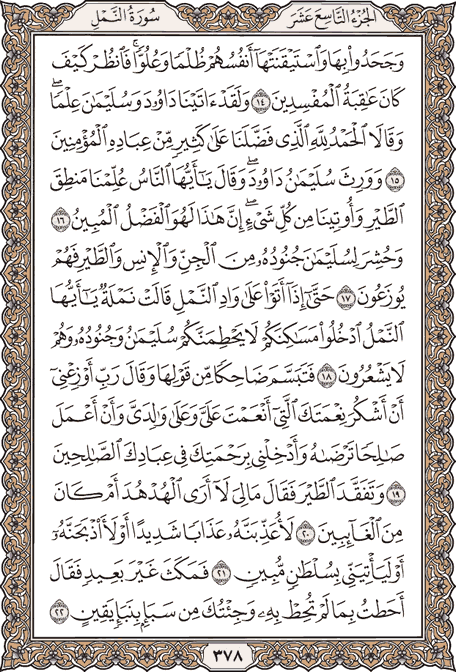 الجزء التاسع عشر
سورة النمل
وَجَحَدُوا۟ بِهَا وَٱسْتَيْقَنَتْهَآ أَنفُسُهُمْ ظُلْمًا وَعُلُوًّا ۚ فَٱنظُرْ كَيْفَ
كَانَ عَـٰقِبَةُ ٱلْمُفْسِدِينَ ١٤ وَلَقَدْ ءَاتَيْنَا دَاوُۥدَ وَسُلَيْمَـٰنَ عِلْمًا ۖ
وَقَالَا ٱلْحَمْدُ لِلَّهِ ٱلَّذِى فَضَّلَنَا عَلَىٰ كَثِيرٍ مِّنْ عِبَادِهِ ٱلْمُؤْمِنِينَ
١٥ وَوَرِثَ سُلَيْمَـٰنُ دَاوُۥدَ ۖ وَقَالَ يَـٰٓأَيُّهَا ٱلنَّاسُ عُلِّمْنَا مَنطِقَ
ٱلطَّيْرِ وَأُوتِينَا مِن كُلِّ شَىْءٍ ۖ إِنَّ هَـٰذَا لَهُوَ ٱلْفَضْلُ ٱلْمُبِينُ ١٦
وَحُشِرَ لِسُلَيْمَـٰنَ جُنُودُهُۥ مِنَ ٱلْجِنِّ وَٱلْإِنسِ وَٱلطَّيْرِ فَهُمْ
يُوزَعُونَ ١٧ حَتَّىٰٓ إِذَآ أَتَوْا۟ عَلَىٰ وَادِ ٱلنَّمْلِ قَالَتْ نَمْلَةٌ يَـٰٓأَيُّهَا
ٱلنَّمْلُ ٱدْخُلُوا۟ مَسَـٰكِنَكُمْ لَا يَحْطِمَنَّكُمْ سُلَيْمَـٰنُ وَجُنُودُهُۥ وَهُمْ
لَا يَشْعُرُونَ ١٨ فَتَبَسَّمَ ضَاحِكًا مِّن قَوْلِهَا وَقَالَ رَبِّ أَوْزِعْنِىٓ
أَنْ أَشْكُرَ نِعْمَتَكَ ٱلَّتِىٓ أَنْعَمْتَ عَلَىَّ وَعَلَىٰ وَٰلِدَىَّ وَأَنْ أَعْمَلَ
صَـٰلِحًا تَرْضَىٰهُ وَأَدْخِلْنِى بِرَحْمَتِكَ فِى عِبَادِكَ ٱلصَّـٰلِحِينَ
١٩ وَتَفَقَّدَ ٱلطَّيْرَ فَقَالَ مَالِىَ لَآ أَرَى ٱلْهُدْهُدَ أَمْ كَانَ
مِنَ ٱلْغَآئِبِينَ ٢٠ لَأُعَذِّبَنَّهُۥ عَذَابًا شَدِيدًا أَوْ لَأَا۟ذْبَحَنَّهُۥٓ
أَوْ لَيَأْتِيَنِّى بِسُلْطَـٰنٍ مُّبِينٍ ٢١ فَمَكَثَ غَيْرَ بَعِيدٍ فَقَالَ
أَحَطتُ بِمَا لَمْ تُحِطْ بِهِۦ وَجِئْتُكَ مِن سَبَإٍۭ بِنَبَإٍ يَقِينٍ ٢٢
٣٧٨